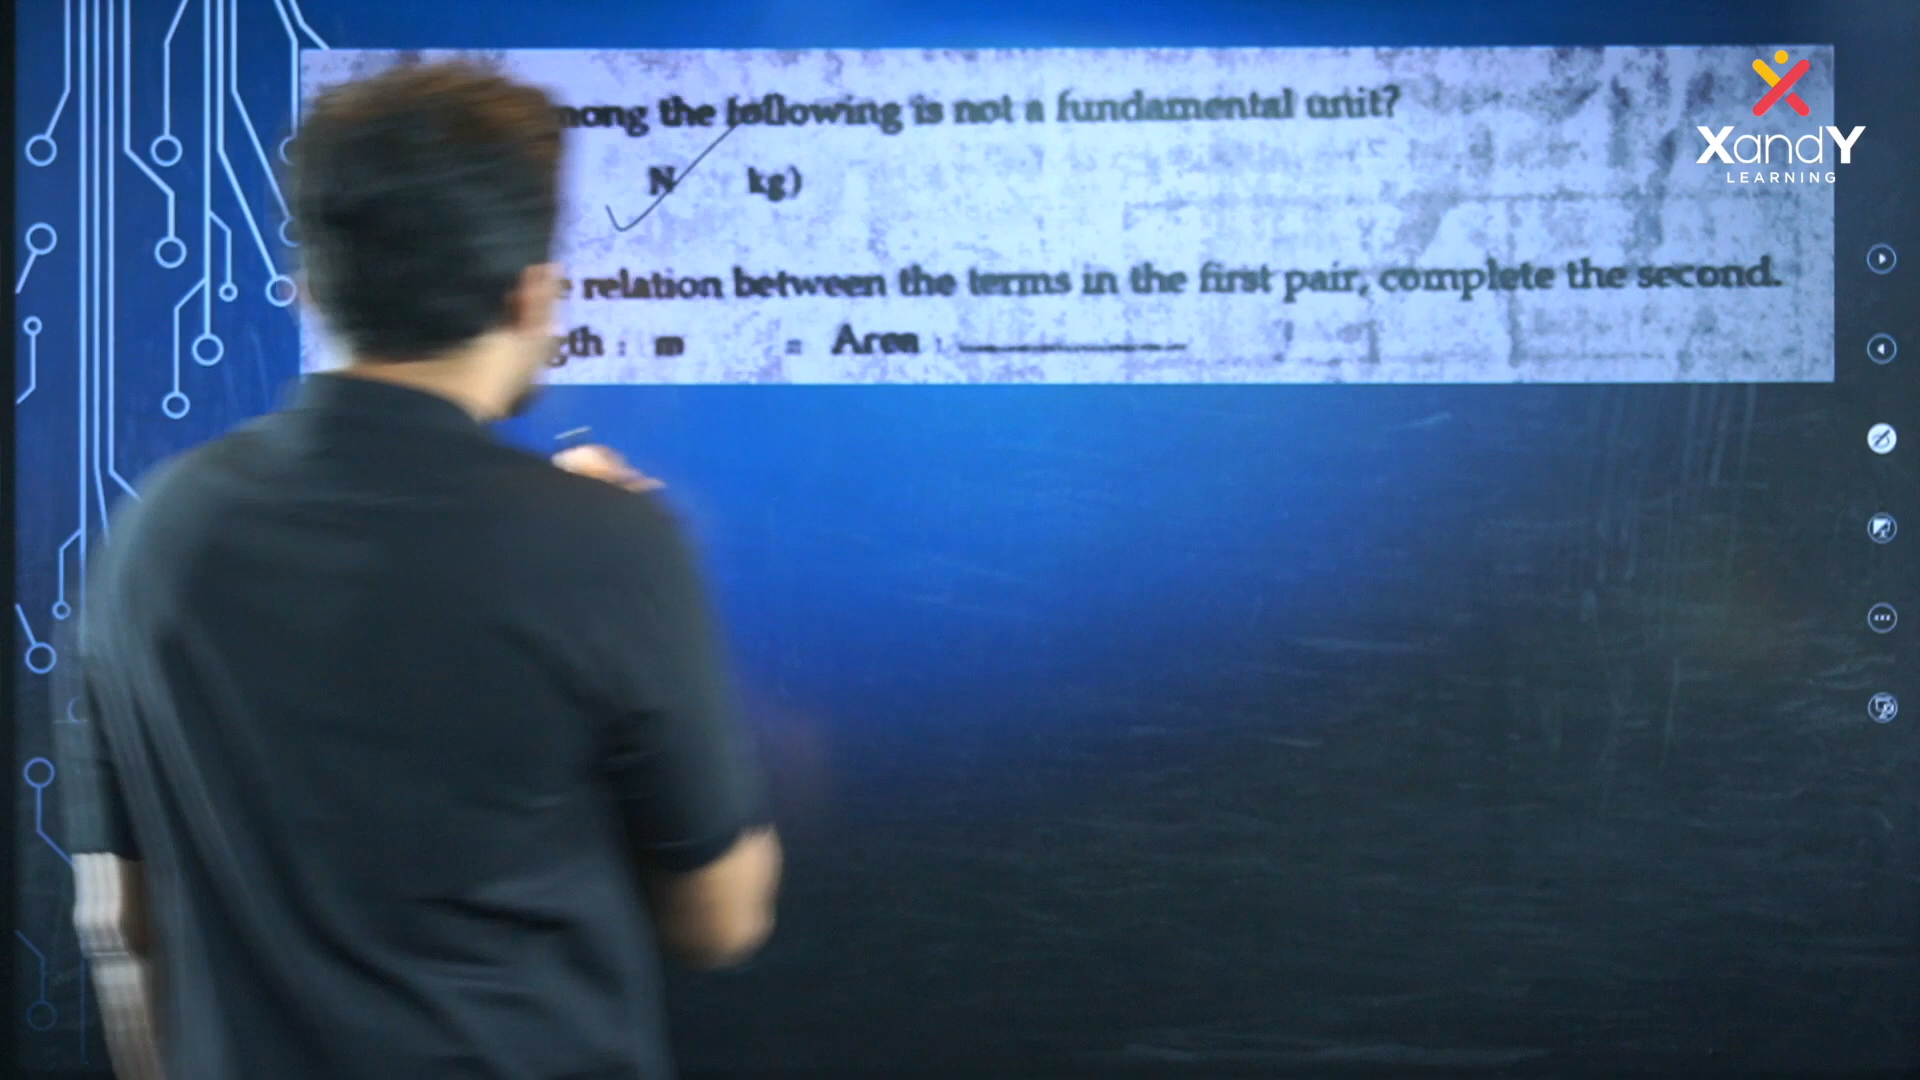 the following is not a fundamental unit?
N kg)
relation between the terms in the first pair, complete the second.
gth : m = Area :
XandY
LEARNING